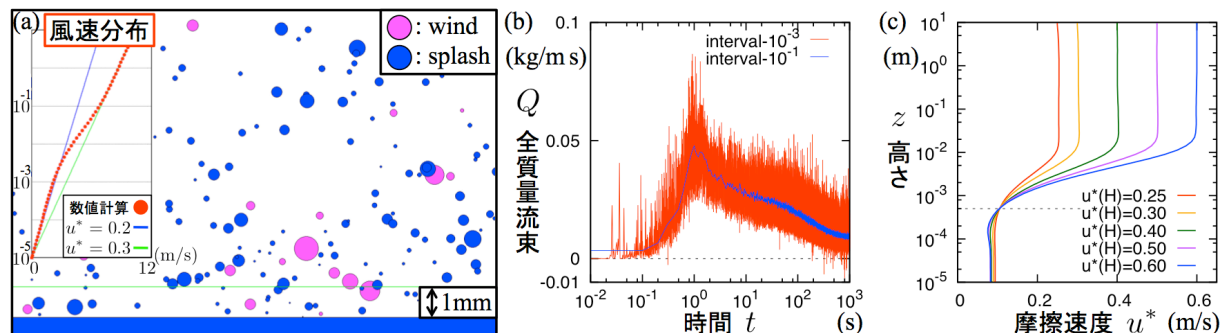 (a)
風速分布
: wind
: splash
10⁻¹
10⁻³
10⁻⁵
数値計算
u* = 0.2
u* = 0.3
0
12
(m/s)
1mm
(b)
0.1
(kg/m s)
Q
全質量流束
0.05
0
-0.01
interval-10⁻³
interval-10⁻¹
10⁻²
10⁻¹
10⁰
10¹
10²
10³
時間 t
(s)
(c)
10¹
(m)
10⁰
10⁻¹
z
高さ
10⁻²
10⁻³
10⁻⁴
10⁻⁵
u*(H)=0.25
u*(H)=0.30
u*(H)=0.40
u*(H)=0.50
u*(H)=0.60
0
0.2
0.4
0.6
摩擦速度 u*
(m/s)